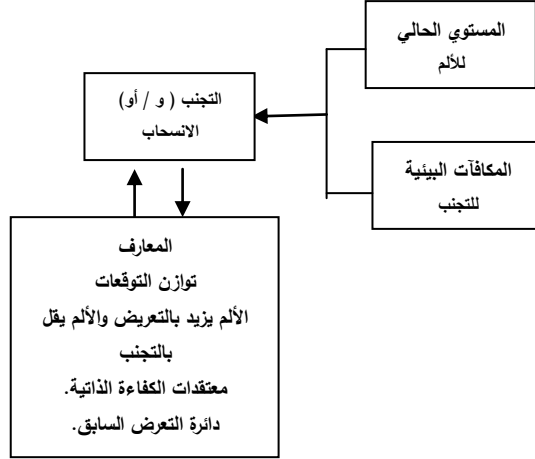 المستوي الحالي
للألم
التجنب ( و / أو)
الانسحاب
المكافآت البيئية
للتجنب
المعارف
توازن التوقعات
الألم يزيد بالتعريض والألم يقل
بالتجنب
معتقدات الكفاءة الذاتية.
دائرة التعرض السابق.